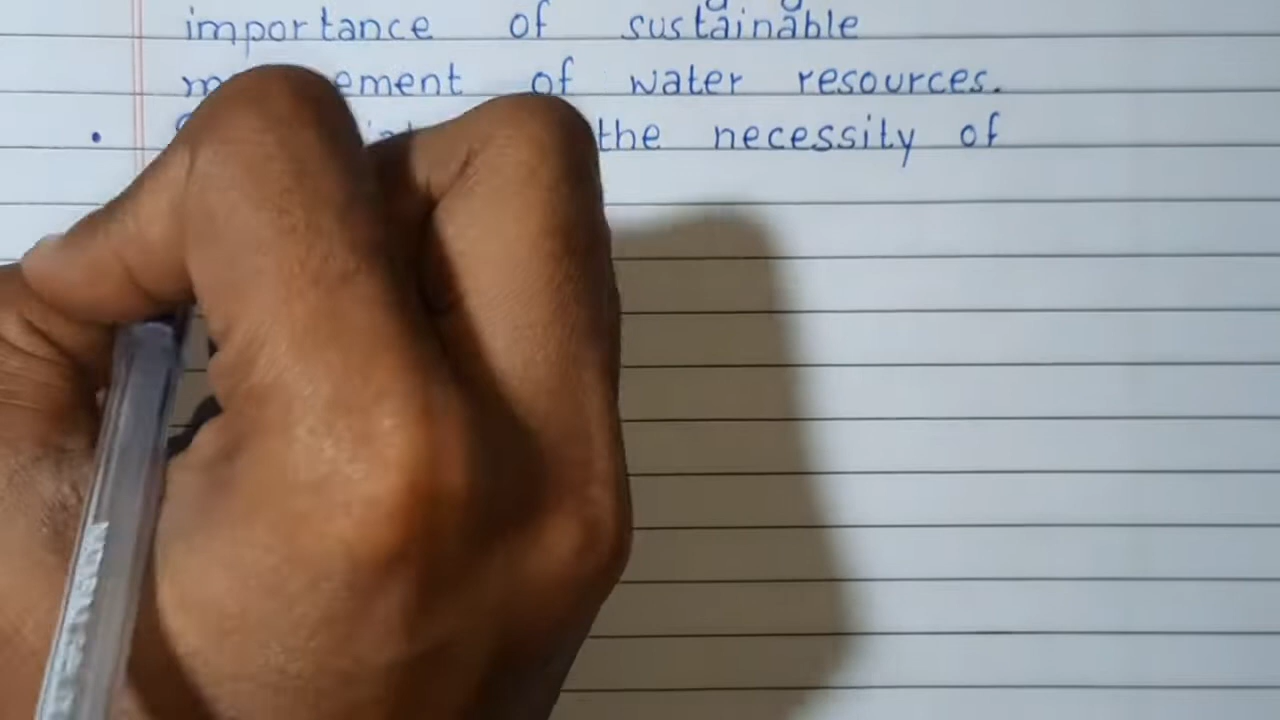 importance of sustainable
of water resources.
• the necessity of